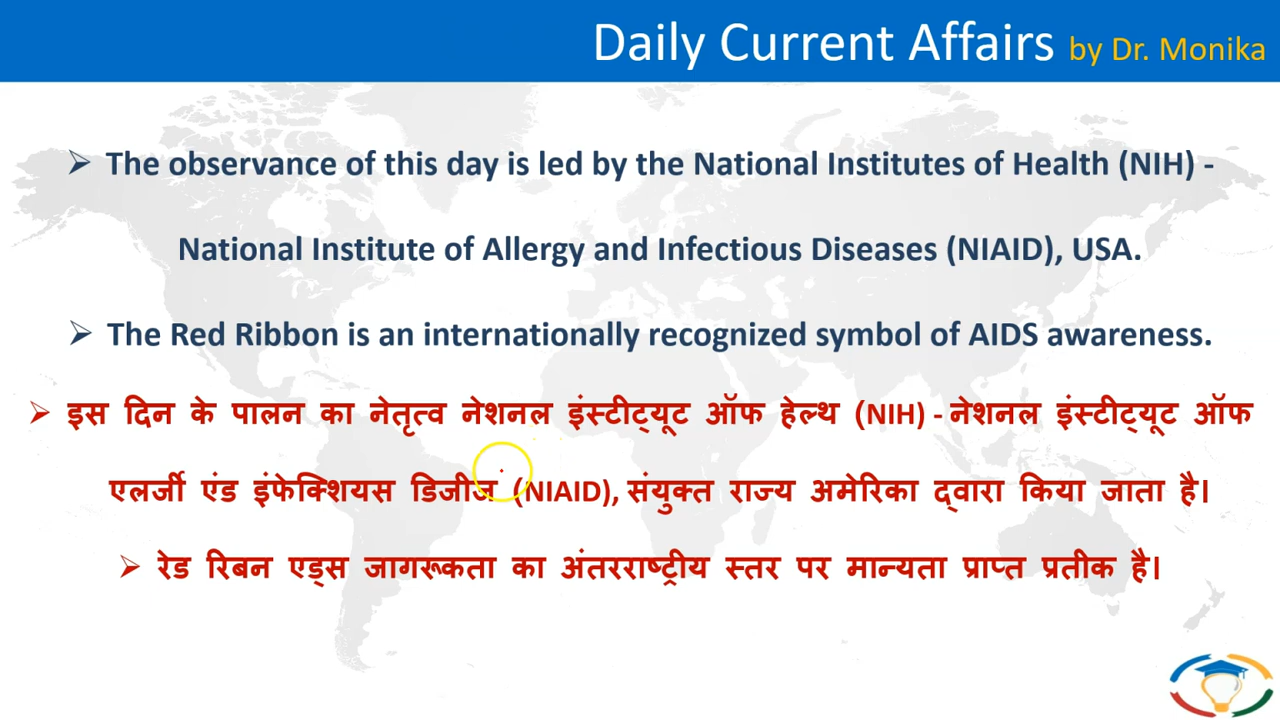 Daily Current Affairs by Dr. Monika
➢ The observance of this day is led by the National Institutes of Health (NIH) -
National Institute of Allergy and Infectious Diseases (NIAID), USA.
➢ The Red Ribbon is an internationally recognized symbol of AIDS awareness.
➢ इस दिन के पालन का नेतृत्व नेशनल इंस्टीट्यूट ऑफ हेल्थ (NIH) - नेशनल इंस्टीट्यूट ऑफ
एलर्जी एंड इंफेक्शियस डिजीज (NIAID), संयुक्त राज्य अमेरिका द्वारा किया जाता है।
➢ रेड रिबन एड्स जागरूकता का अंतरराष्ट्रीय स्तर पर मान्यता प्राप्त प्रतीक है।